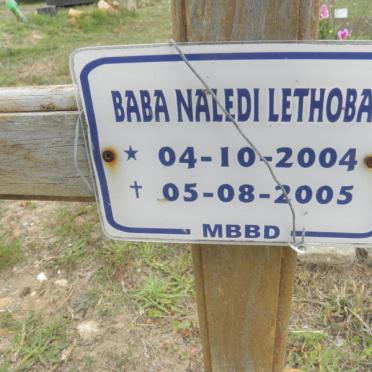 BABA NALEDI LETHOBA
★ 04-10-2004
✝ 05-08-2005
MBBD